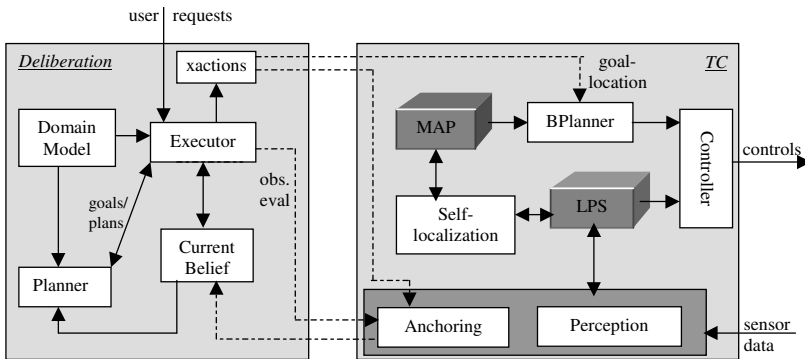 user requests
Deliberation
TC
xactions
goal-
location
Domain
Model
Executor
MAP
BPlanner
Controller
controls
goals/
plans
obs.
eval
Self-
localization
LPS
Current
Belief
Planner
Anchoring
Perception
sensor
data